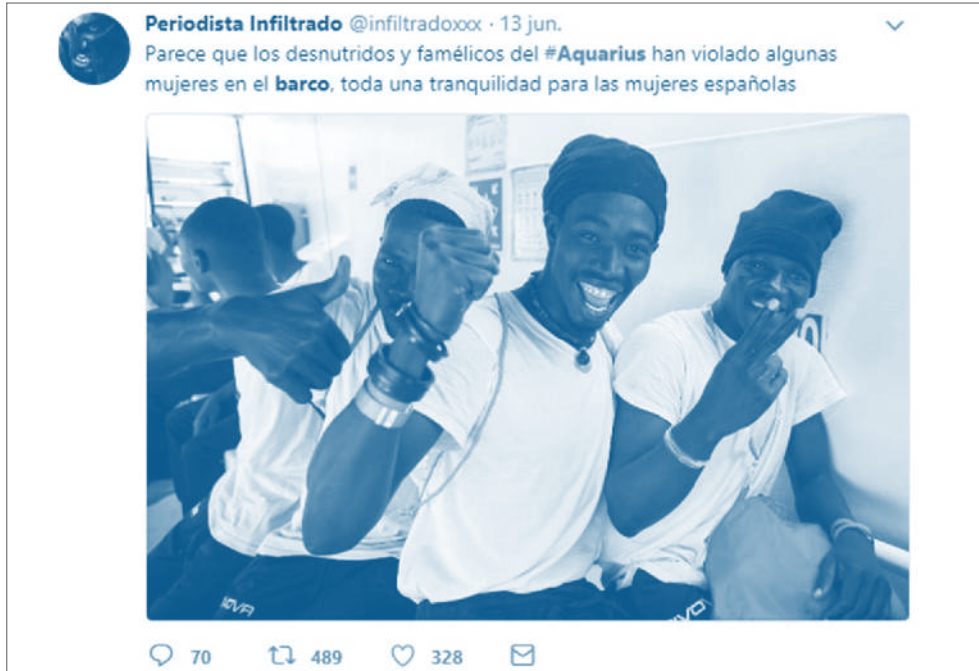 Periodista Infiltrado @infiltradoxxx · 13 jun.
Parece que los desnutridos y famélicos del #Aquarius han violado algunas
mujeres en el barco, toda una tranquilidad para las mujeres españolas
70 489 328